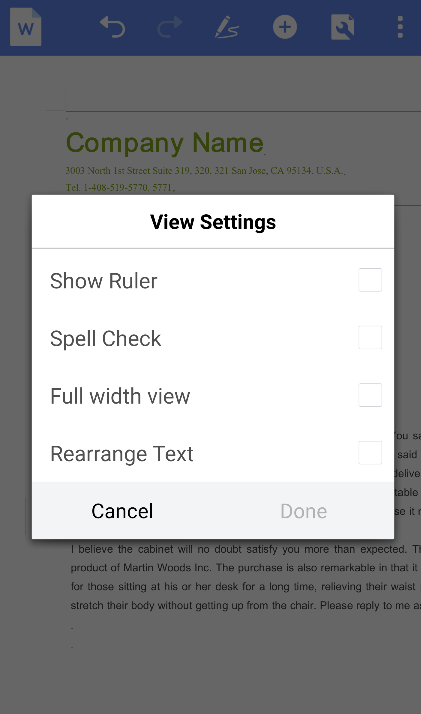 W
Company Name
3003 North 1st Street Suite 319, 320, 321 San Jose, CA 95134, U.S.A.,
Tel. 1-408-519-5770, 5771,
View Settings
Show Ruler
Spell Check
Full width view
Rearrange Text
Cancel
Done
You sa
said
delive
table
se it r
I believe the cabinet will no doubt satisfy you more than expected. Th
product of Martin Woods Inc. The purchase is also remarkable in that it
for those sitting at his or her desk for a long time, relieving their waist
stretch their body without getting up from the chair. Please reply to me as